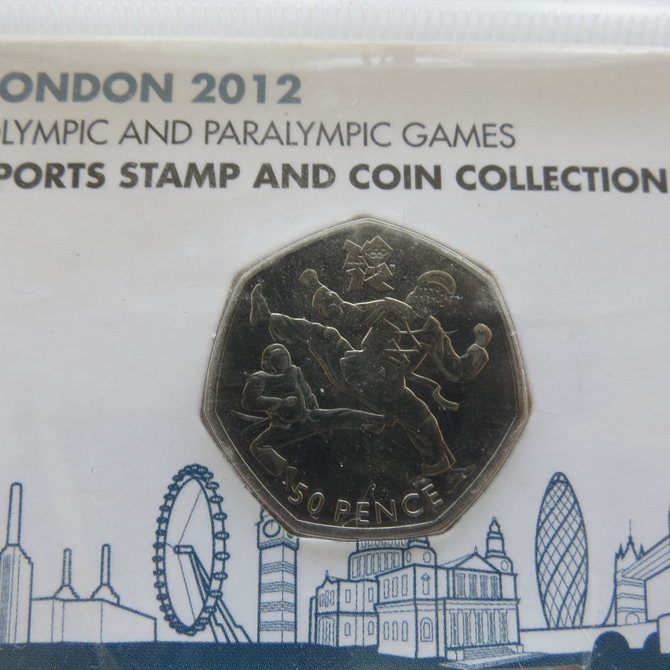 ONDON 2012
LYMPIC AND PARALYMPIC GAMES
PORTS STAMP AND COIN COLLECTION
50 PENCE